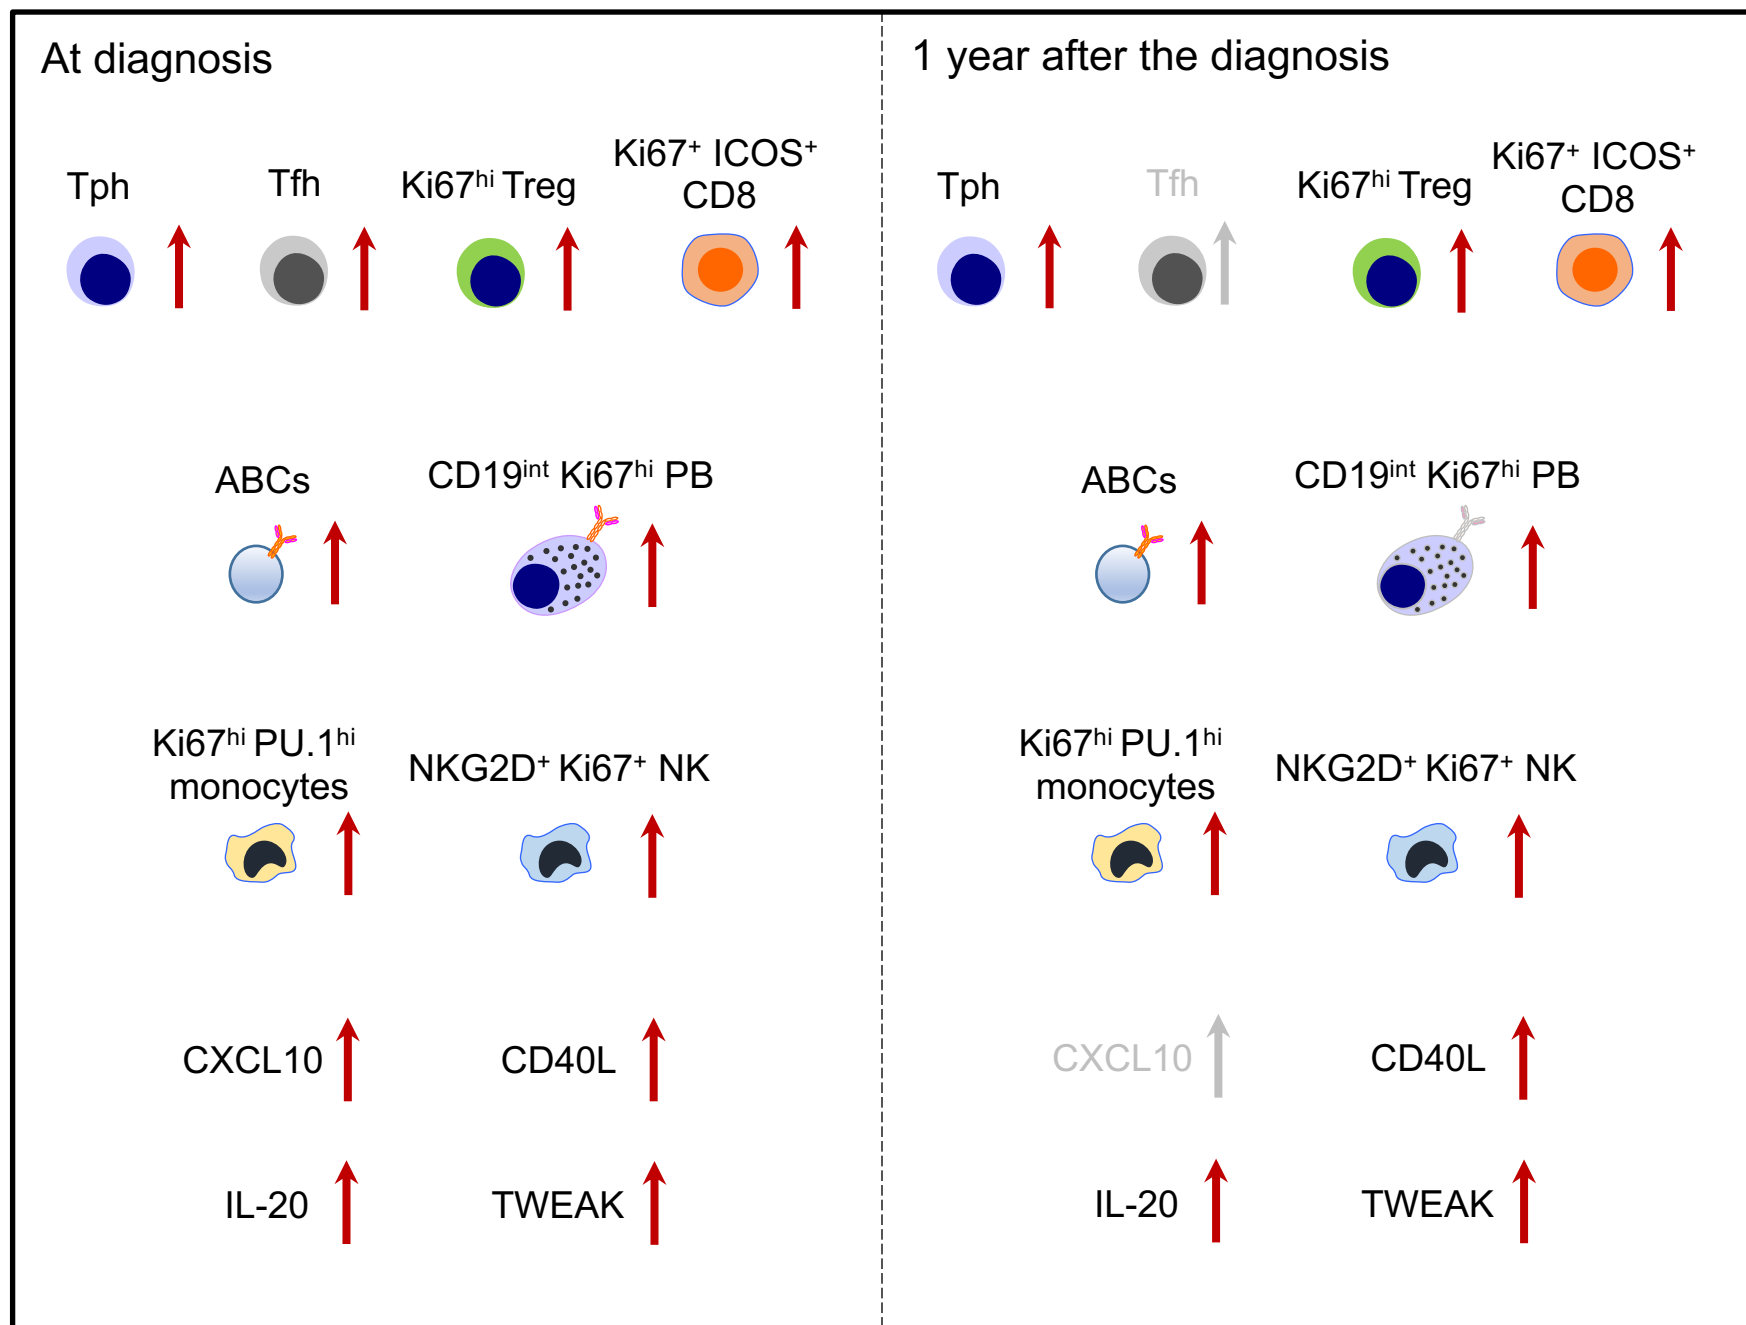 At diagnosis
Tph
Tfh
Ki67ʰⁱ Treg
Ki67⁺ ICOS⁺
CD8
ABCs
CD19ⁱⁿᵗ Ki67ʰⁱ PB
Ki67ʰⁱ PU.1ʰⁱ
monocytes
NKG2D⁺ Ki67⁺ NK
CXCL10
CD40L
IL-20
TWEAK
1 year after the diagnosis
Tph
Tfh
Ki67ʰⁱ Treg
Ki67⁺ ICOS⁺
CD8
ABCs
CD19ⁱⁿᵗ Ki67ʰⁱ PB
Ki67ʰⁱ PU.1ʰⁱ
monocytes
NKG2D⁺ Ki67⁺ NK
CXCL10
CD40L
IL-20
TWEAK